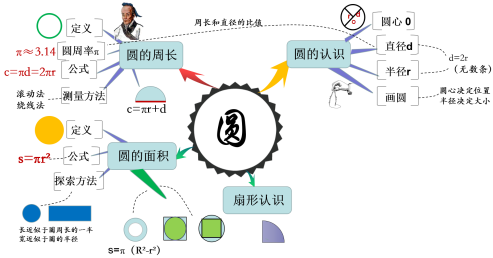 定义
圆周率π
π≈3.14
公式
c=πd=2πr
滚动法
绕线法
测量方法
圆的周长
c=πr+d
周长和直径的比值
圆的认识
圆心 0
直径d
半径r
画圆
d=2r
(无数条)
圆心决定位置
半径决定大小
圆
定义
s=πr²
公式
探索方法
圆的面积
长近似于圆周长的一半
宽近似于圆的半径
s=π（R²-r²）
扇形认识